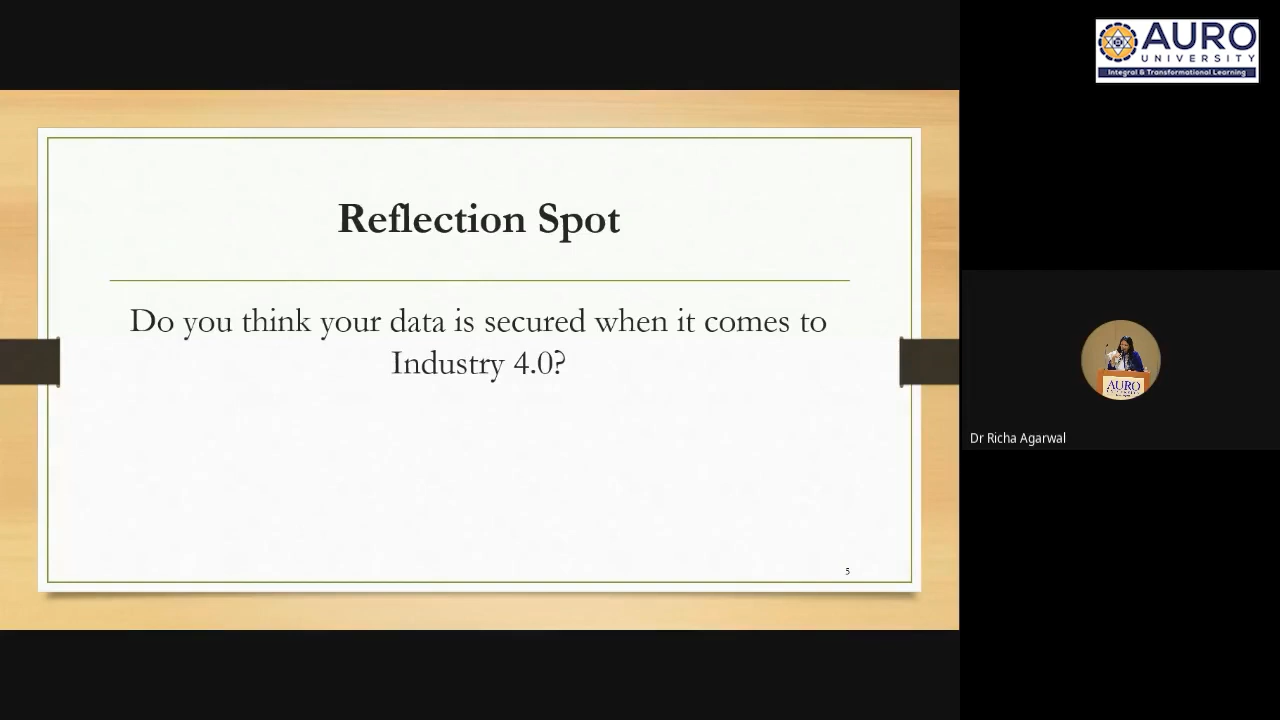 AURO
UNIVERSITY
Integral & Transformational Learning
Reflection Spot
Do you think your data is secured when it comes to
Industry 4.0?
5
AURO
Dr Richa Agarwal